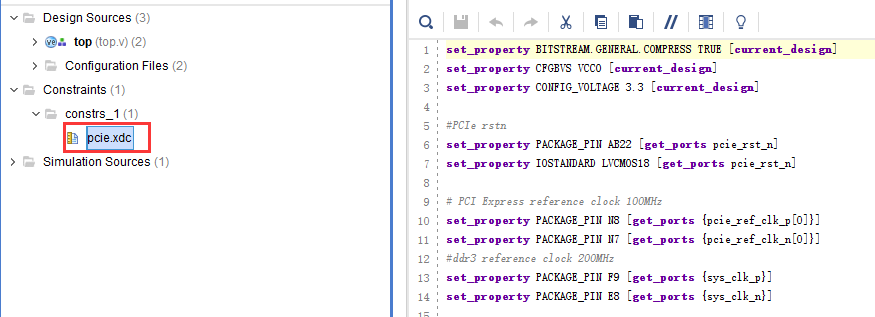 Design Sources (3)
top (top.v) (2)
Configuration Files (2)
Constraints (1)
constrs_1 (1)
pcie.xdc
Simulation Sources (1)
1 set_property BITSTREAM.GENERAL.COMPRESS TRUE [current_design]
2 set_property CFGBVS VCCO [current_design]
3 set_property CONFIG_VOLTAGE 3.3 [current_design]
4
5 #PCIe rstn
6 set_property PACKAGE_PIN AB22 [get_ports pcie_rst_n]
7 set_property IOSTANDARD LVCMOS18 [get_ports pcie_rst_n]
8
9 # PCI Express reference clock 100MHz
10 set_property PACKAGE_PIN N8 [get_ports {pcie_ref_clk_p[0]}]
11 set_property PACKAGE_PIN N7 [get_ports {pcie_ref_clk_n[0]}]
12 #ddr3 reference clock 200MHz
13 set_property PACKAGE_PIN F9 [get_ports {sys_clk_p}]
14 set_property PACKAGE_PIN E8 [get_ports {sys_clk_n}]
15